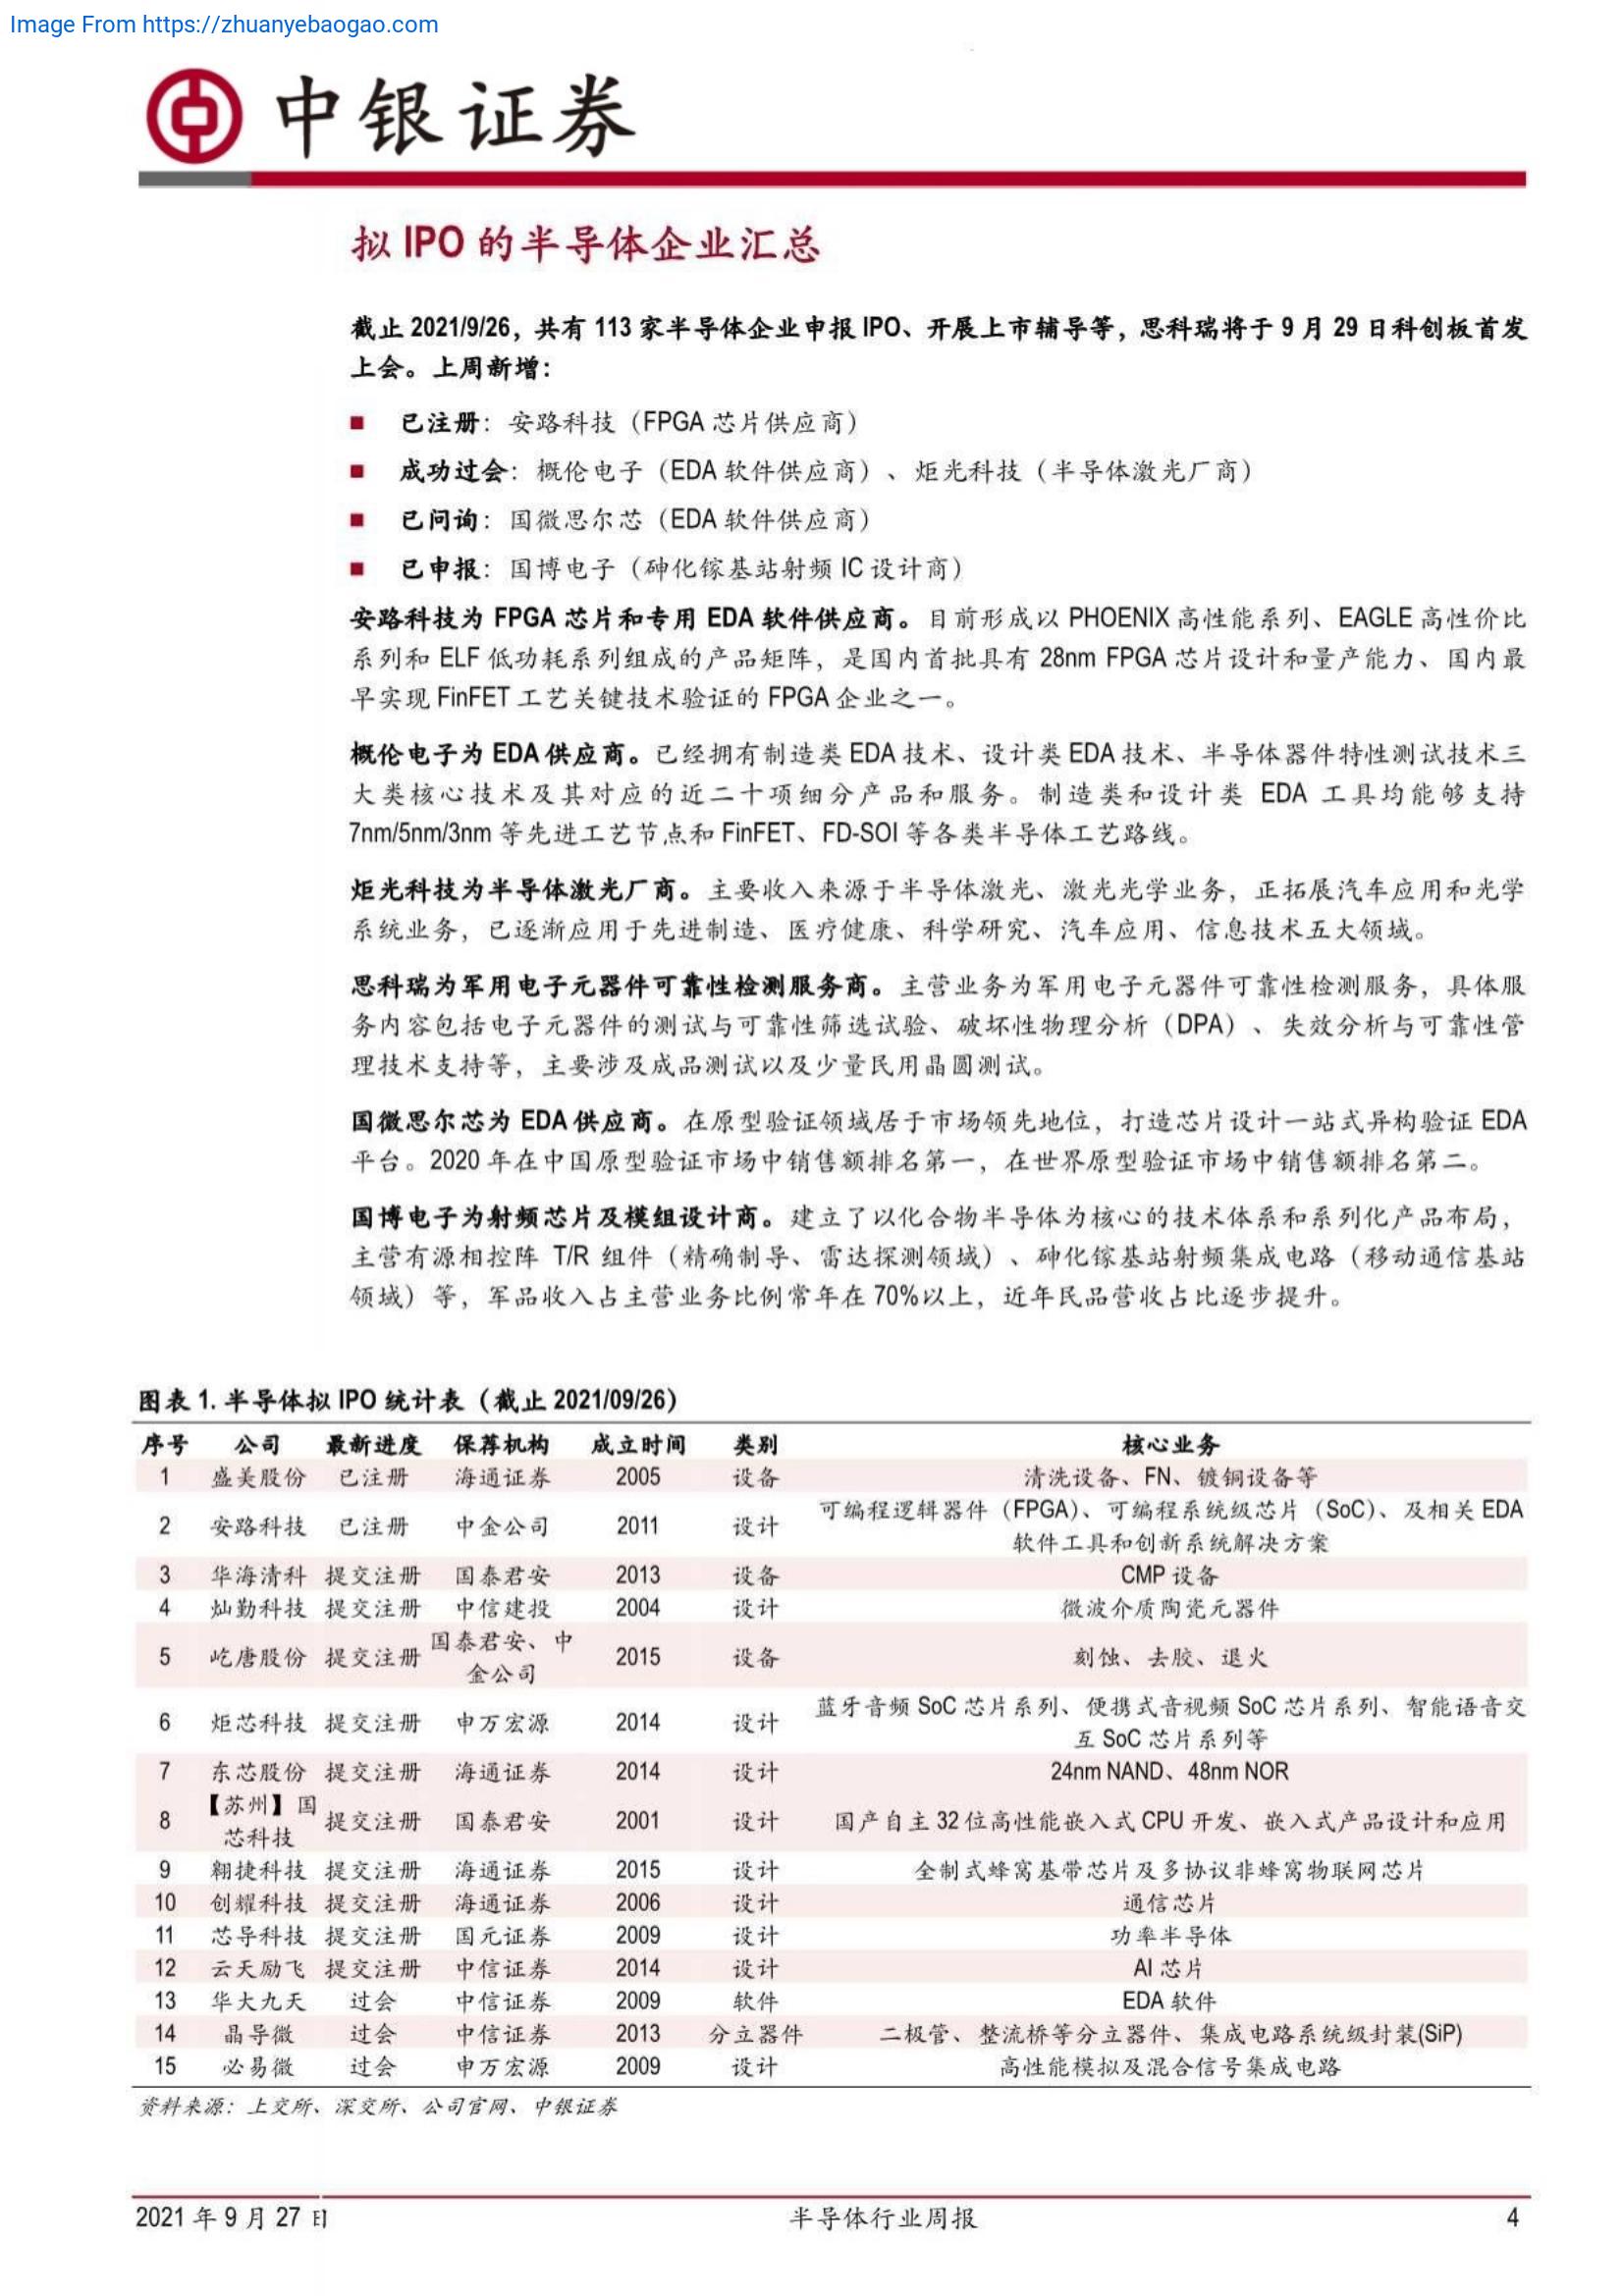 Image From https://zhuanyebaogao.com
中银证券
拟 IPO 的半导体企业汇总
截止 2021/9/26，共有 113 家半导体企业申报 IPO、开展上市辅导等，思科瑞将于 9 月 29 日科创板首发
上会。上周新增：
■ 已注册：安路科技（FPGA 芯片供应商）
■ 成功过会：概伦电子（EDA 软件供应商）、炬光科技（半导体激光厂商）
■ 已问询：国微思尔芯（EDA 软件供应商）
■ 已申报：国博电子（砷化镓基站射频 IC 设计商）
安路科技为 FPGA 芯片和专用 EDA 软件供应商。目前形成以 PHOENIX 高性能系列、EAGLE 高性价比
系列和 ELF 低功耗系列组成的产品矩阵，是国内首批具有 28nm FPGA 芯片设计和量产能力、国内最
早实现 FinFET 工艺关键技术验证的 FPGA 企业之一。
概伦电子为 EDA 供应商。已经拥有制造类 EDA 技术、设计类 EDA 技术、半导体器件特性测试技术三
大类核心技术及其对应的近二十项细分产品和服务。制造类和设计类 EDA 工具均能够支持
7nm/5nm/3nm 等先进工艺节点和 FinFET、FD-SOI 等各类半导体工艺路线。
炬光科技为半导体激光厂商。主要收入来源于半导体激光、激光光学业务，正拓展汽车应用和光学
系统业务，已逐渐应用于先进制造、医疗健康、科学研究、汽车应用、信息技术五大领域。
思科瑞为军用电子元器件可靠性检测服务商。主营业务为军用电子元器件可靠性检测服务，具体服
务内容包括电子元器件的测试与可靠性筛选试验、破坏性物理分析（DPA）、失效分析与可靠性管
理技术支持等，主要涉及成品测试以及少量民用晶圆测试。
国微思尔芯为 EDA 供应商。在原型验证领域居于市场领先地位，打造芯片设计一站式异构验证 EDA
平台。2020 年在中国原型验证市场中销售额排名第一，在世界原型验证市场中销售额排名第二。
国博电子为射频芯片及模组设计商。建立了以化合物半导体为核心的技术体系和系列化产品布局，
主营有源相控阵 T/R 组件（精确制导、雷达探测领域）、砷化镓基站射频集成电路（移动通信基站
领域）等，军品收入占主营业务比例常年在 70%以上，近年民品营收占比逐步提升。
图表 1. 半导体拟 IPO 统计表（截止 2021/09/26）
序号 公司 最新进度 保荐机构 成立时间 类别 核心业务
1 盛美股份 已注册 海通证券 2005 设备 清洗设备、FN、镀铜设备等
2 安路科技 已注册 中金公司 2011 设计 可编程逻辑器件（FPGA）、可编程系统级芯片（SoC）、及相关 EDA
软件工具和创新系统解决方案
3 华海清科 提交注册 国泰君安 2013 设备 CMP 设备
4 灿勤科技 提交注册 中信建投 2004 设计 微波介质陶瓷元器件
5 屹唐股份 提交注册 国泰君安、中
金公司 2015 设备 刻蚀、去胶、退火
6 炬芯科技 提交注册 申万宏源 2014 设计 蓝牙音频 SoC 芯片系列、便携式音视频 SoC 芯片系列、智能语音交
互 SoC 芯片系列等
7 东芯股份 提交注册 海通证券 2014 设计 24nm NAND、48nm NOR
8 【苏州】国
芯科技 提交注册 国泰君安 2001 设计 国产自主 32 位高性能嵌入式 CPU 开发、嵌入式产品设计和应用
9 翱捷科技 提交注册 海通证券 2015 设计 全制式蜂窝基带芯片及多协议非蜂窝物联网芯片
10 创耀科技 提交注册 海通证券 2006 设计 通信芯片
11 芯导科技 提交注册 国元证券 2009 设计 功率半导体
12 云天励飞 提交注册 中信证券 2014 设计 AI 芯片
13 华大九天 过会 中信证券 2009 软件 EDA 软件
14 晶导微 过会 中信证券 2013 分立器件 二极管、整流桥等分立器件、集成电路系统级封装(SiP)
15 必易微 过会 申万宏源 2009 设计 高性能模拟及混合信号集成电路
资料来源：上交所、深交所、公司官网、中银证券
2021 年 9 月 27 日 半导体行业周报 4